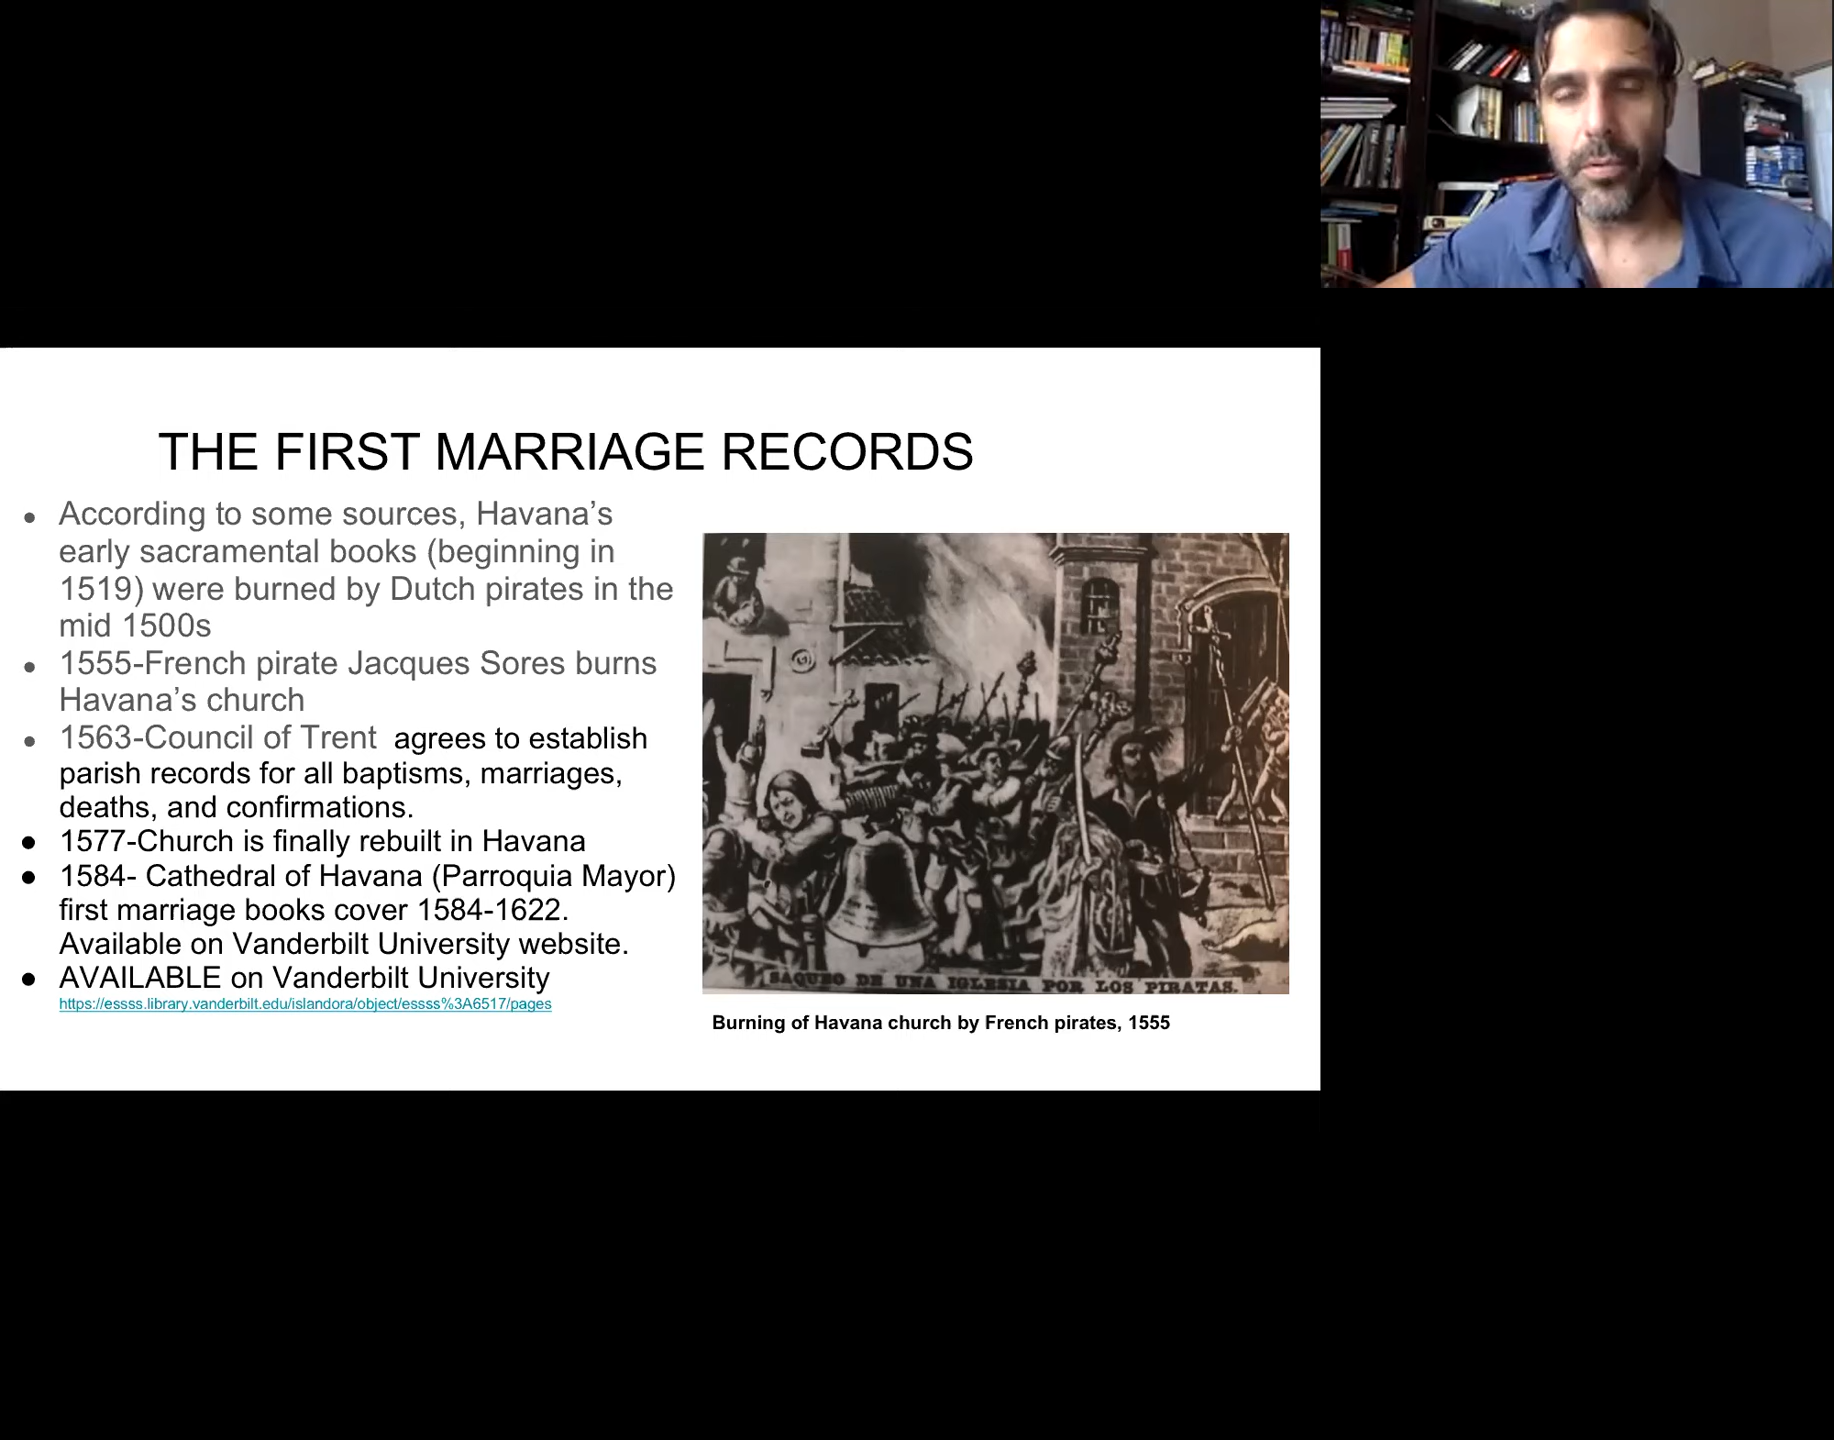 THE FIRST MARRIAGE RECORDS
● According to some sources, Havana’s
early sacramental books (beginning in
1519) were burned by Dutch pirates in the
mid 1500s
● 1555-French pirate Jacques Sores burns
Havana’s church
● 1563-Council of Trent agrees to establish
parish records for all baptisms, marriages,
deaths, and confirmations.
● 1577-Church is finally rebuilt in Havana
● 1584- Cathedral of Havana (Parroquia Mayor)
first marriage books cover 1584-1622.
Available on Vanderbilt University website.
● AVAILABLE on Vanderbilt University
https://essss.library.vanderbilt.edu/islandora/object/essss%3A6517/pages
SAQUEO DE UNA IGLESIA POR LOS PIRATAS.
Burning of Havana church by French pirates, 1555